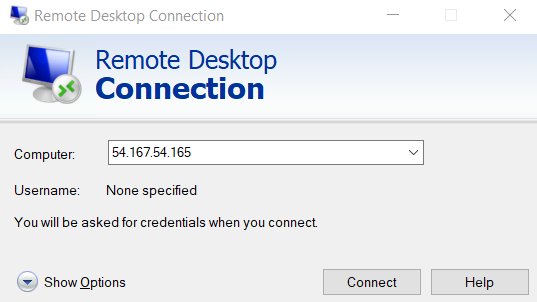 Remote Desktop Connection
Remote Desktop
Connection
Computer: 54.167.54.165
Username: None specified
You will be asked for credentials when you connect.
Show Options Connect Help